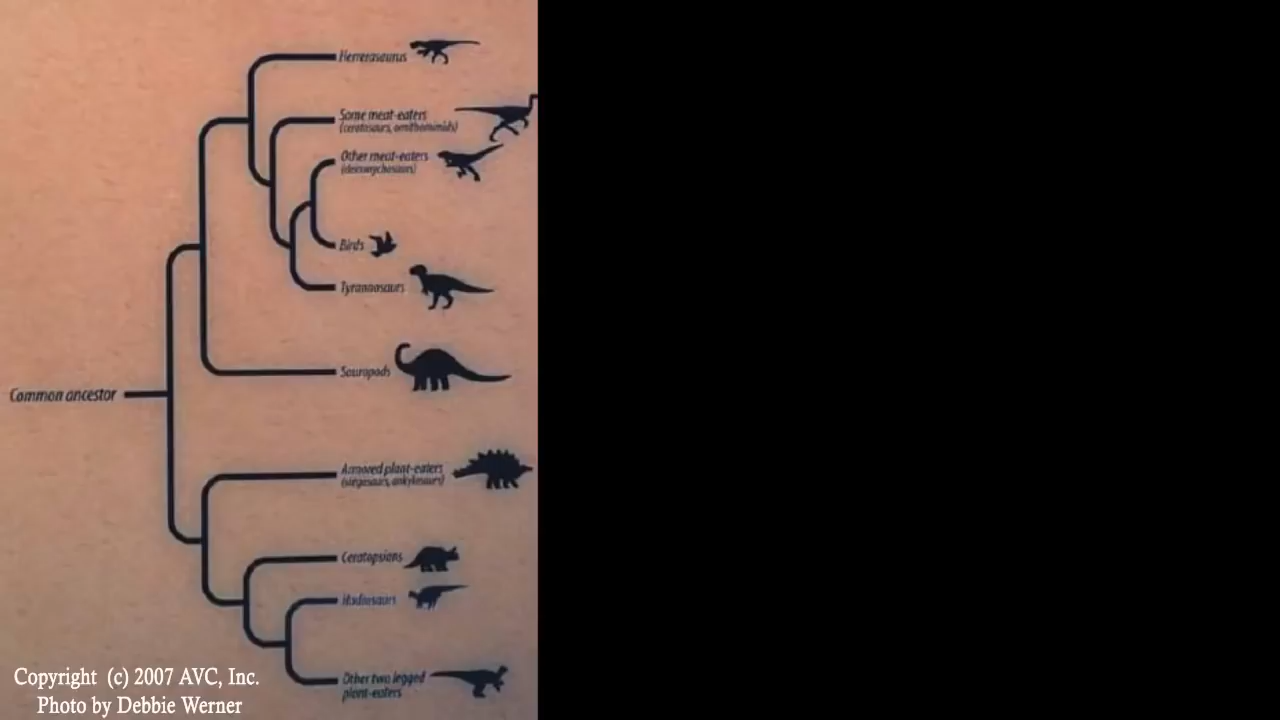 Herrerasaurus
Some meat-eaters
(ceratosaurs, ornithomimids)
Other meat-eaters
(deinonychosaurs)
Birds
Tyrannosaurs
Sauropods
Common ancestor
Armored plant-eaters
(stegosaurs, ankylosaurs)
Ceratopsians
Hadrosaurs
Other two legged
plant-eaters
Copyright (c) 2007 AVC, Inc.
Photo by Debbie Werner